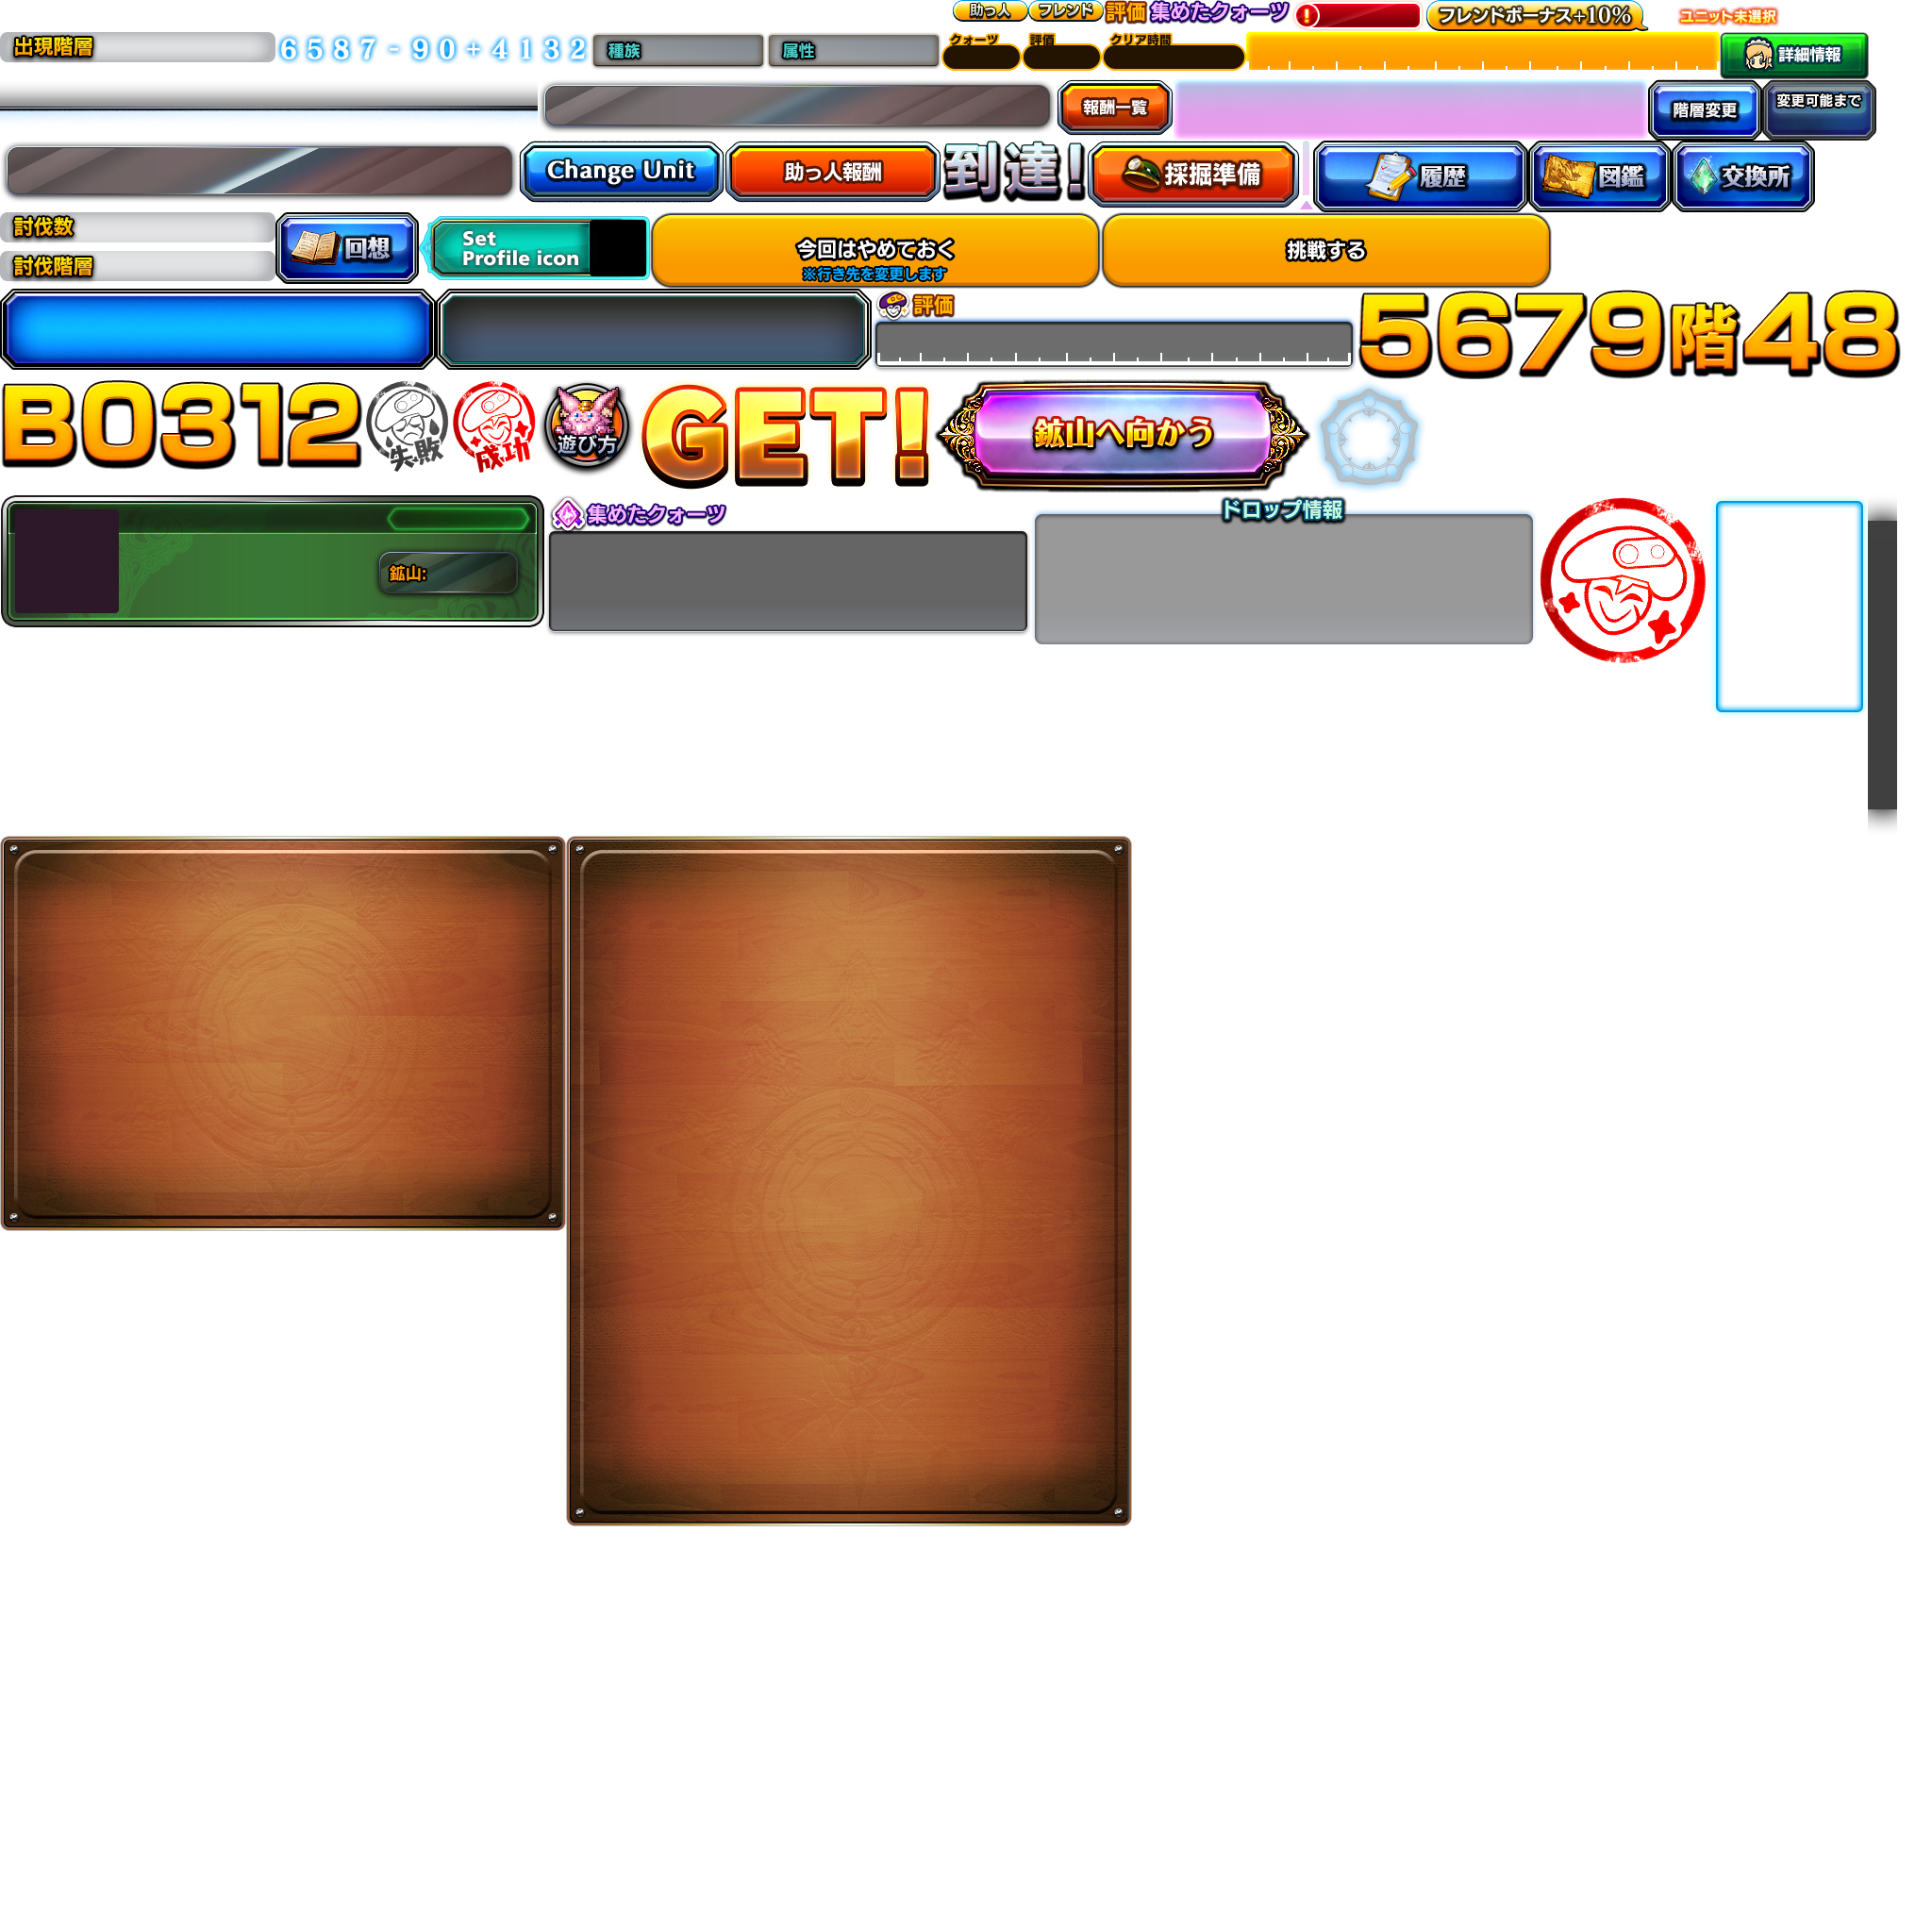 助っ人
フレンド
評価
集めたクォーツ
!
フレンドボーナス+10%
ユニット未選択
出現階層
6587-90+4132
種族
属性
クォーツ
評価
クリア時間
詳細情報
報酬一覧
階層変更
変更可能まで
Change Unit
助っ人報酬
到達!
採掘準備
履歴
図鑑
交換所
討伐数
討伐階層
回想
Set
Profile icon
今回はやめておく
※行き先を変更します
挑戦する
評価
5679階48
B0312
失敗
成功
遊び方
GET!
鉱山へ向かう
鉱山:
集めたクォーツ
ドロップ情報